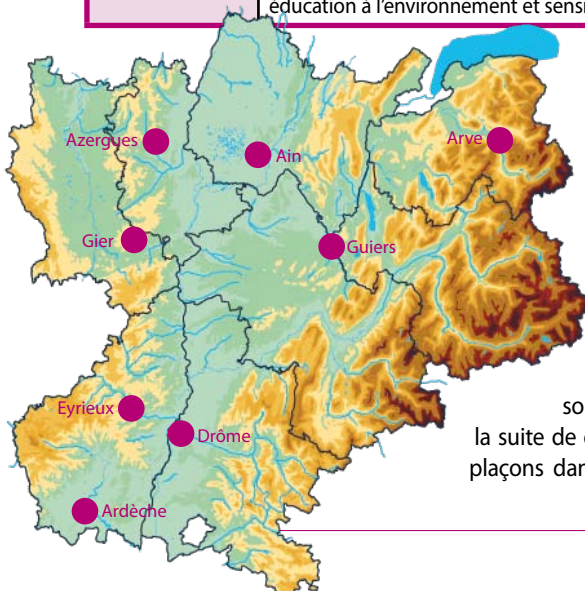 éducation à l'environnement et sensi
Azergues
Ain
Arve
Gier
Guiers
Eyrieux
Drôme
Ardèche
so
la suite de
plaçons dan